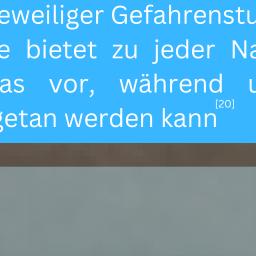 eweiliger Gefahrenstu
e bietet zu jeder Na
as vor, während u
getan werden kann[20]